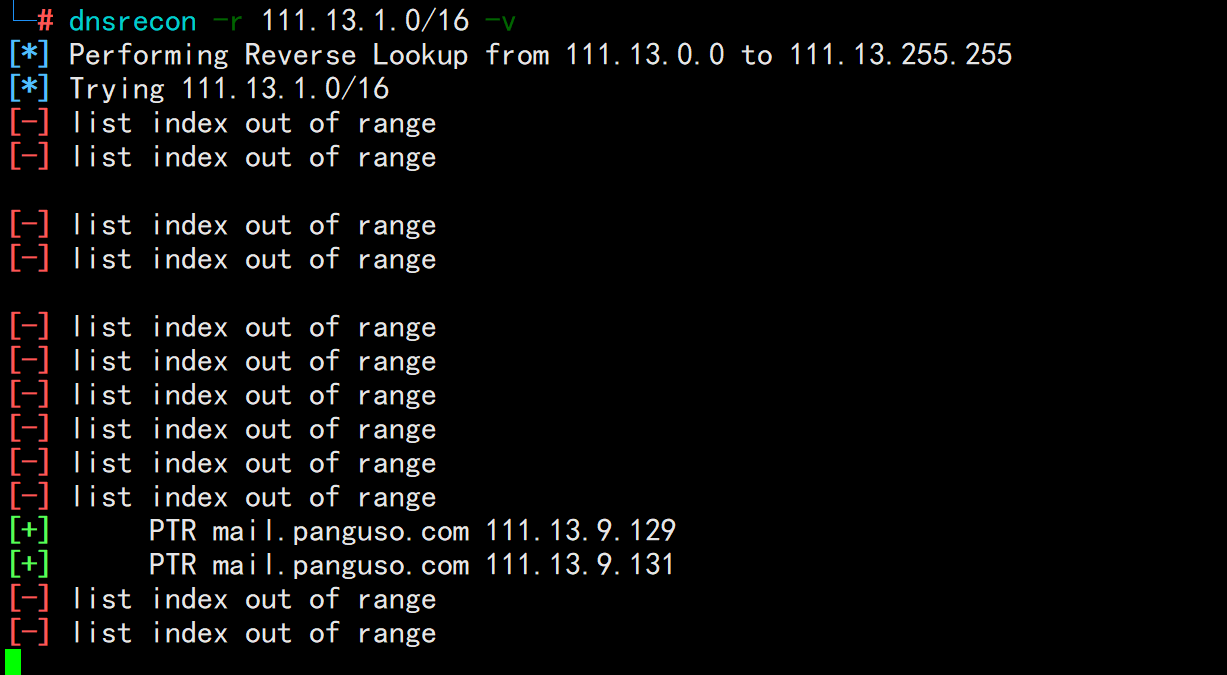 └─# dnsrecon -r 111.13.1.0/16 -v
[*] Performing Reverse Lookup from 111.13.0.0 to 111.13.255.255
[*] Trying 111.13.1.0/16
[-] list index out of range
[-] list index out of range
[-] list index out of range
[-] list index out of range
[-] list index out of range
[-] list index out of range
[-] list index out of range
[-] list index out of range
[-] list index out of range
[-] list index out of range
[+] PTR mail.panguso.com 111.13.9.129
[+] PTR mail.panguso.com 111.13.9.131
[-] list index out of range
[-] list index out of range